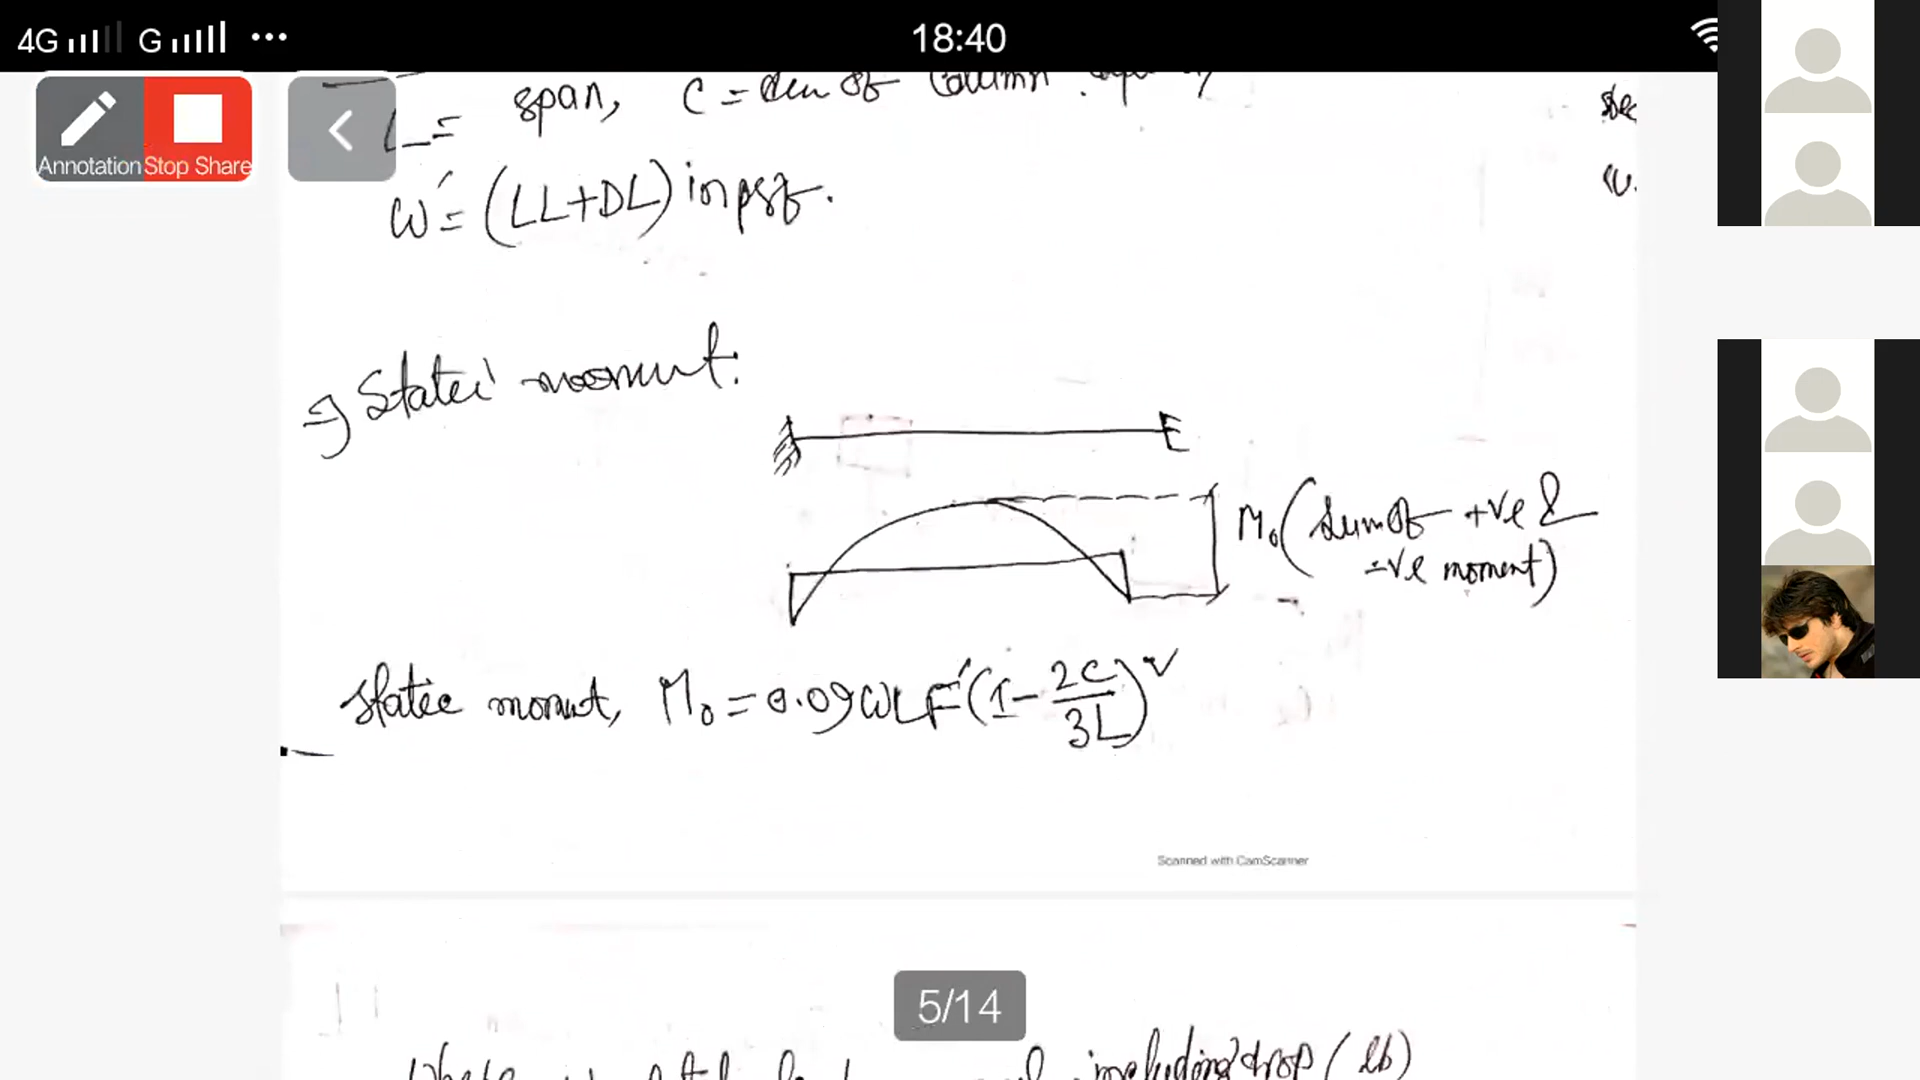 4G G ... 18:40
Annotation Stop Share
L = span, C = dim of Column
w' = (LL+DL) in psf.
⇒ Static moment:
M₀ (sum of +ve &
-ve moment)
Static moment, M₀ = 0.09WLF'(1 - 2C/3L)²
Scanned with CamScanner
5/14
including drop (lb)